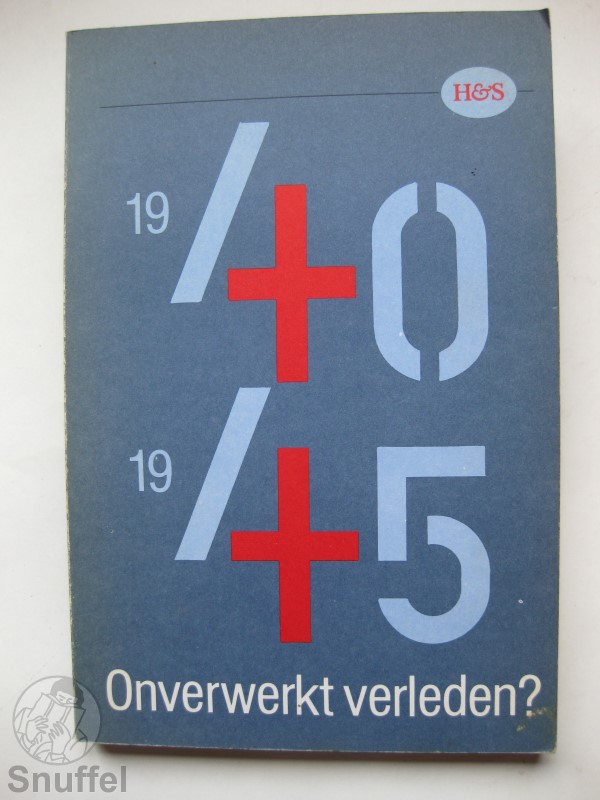 H&S
19 40
19 45
Onverwerkt verleden?
Snuffel